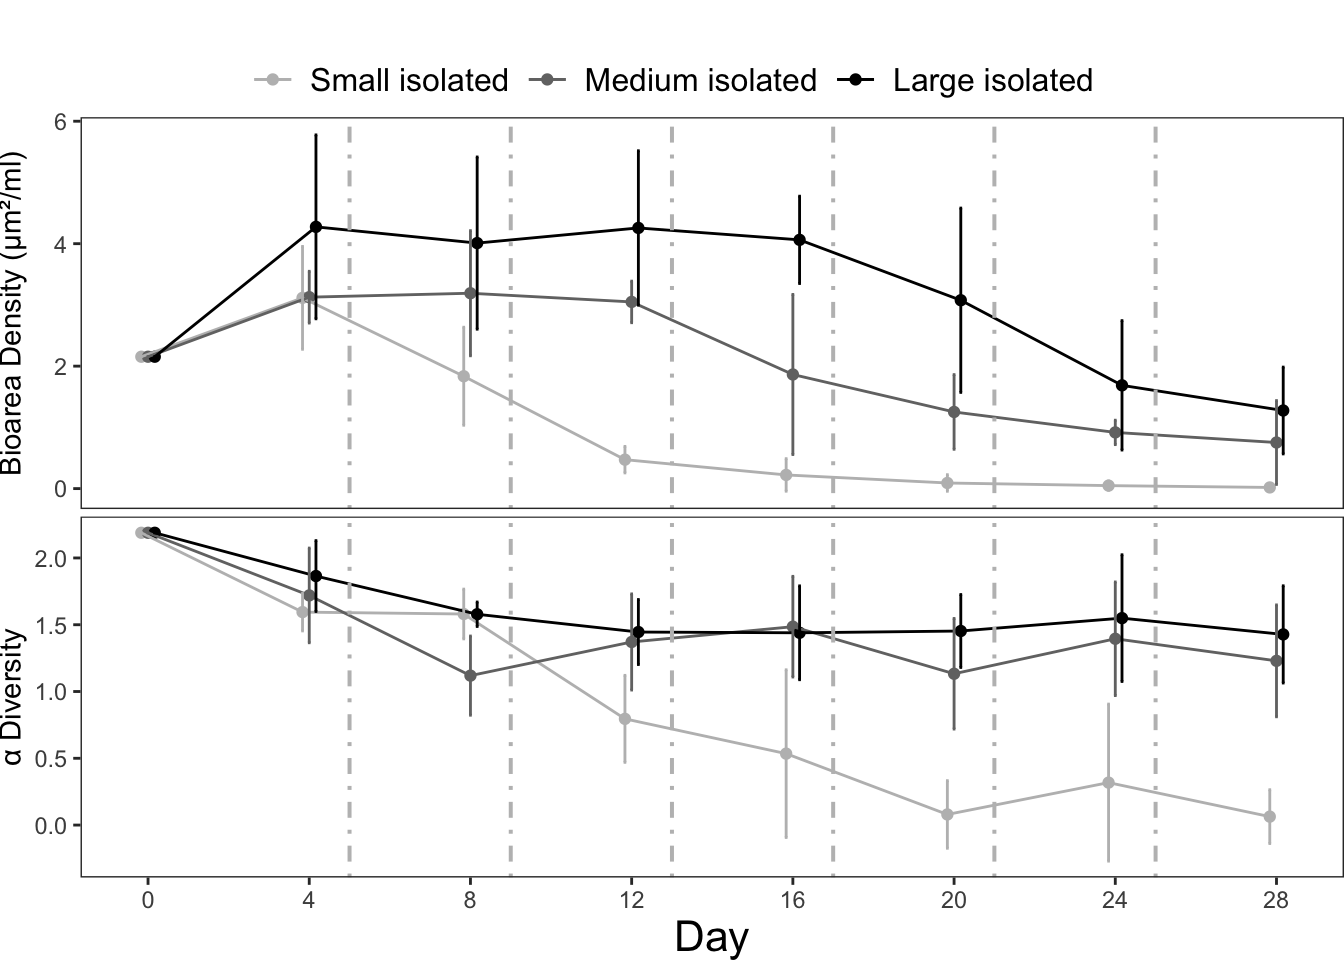 Small isolated Medium isolated Large isolated
Bioarea Density (μm²/ml)
6
4
2
0
α Diversity
2.0
1.5
1.0
0.5
0.0
0 4 8 12 16 20 24 28
Day